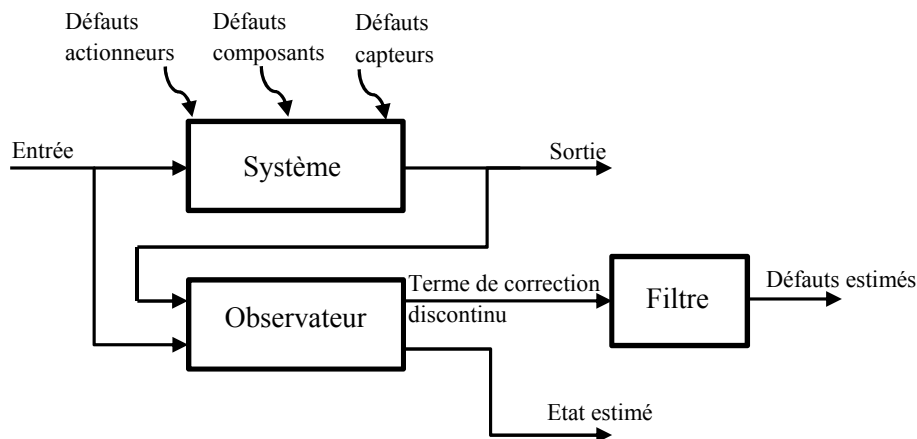 Défauts
actionneurs
Défauts
composants
Défauts
capteurs
Entrée
Système
Sortie
Observateur
Terme de correction
discontinu
Filtre
Défauts estimés
Etat estimé